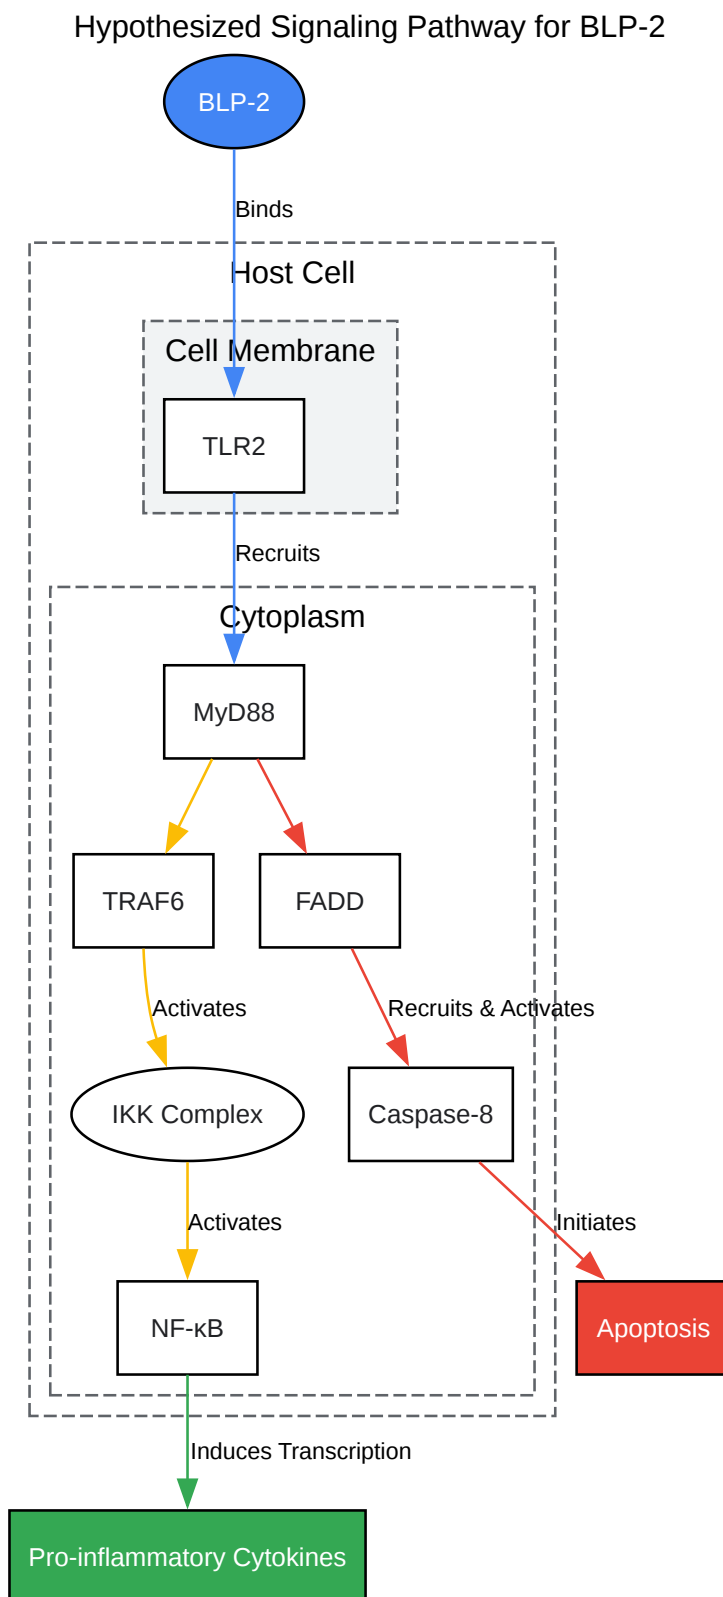 Hypothesized Signaling Pathway for BLP-2
BLP-2
Binds
Host Cell
Cell Membrane
TLR2
Recruits
Cytoplasm
MyD88
TRAF6
FADD
Activates
Recruits & Activates
IKK Complex
Caspase-8
Activates
Initiates
NF-κB
Apoptosis
Induces Transcription
Pro-inflammatory Cytokines